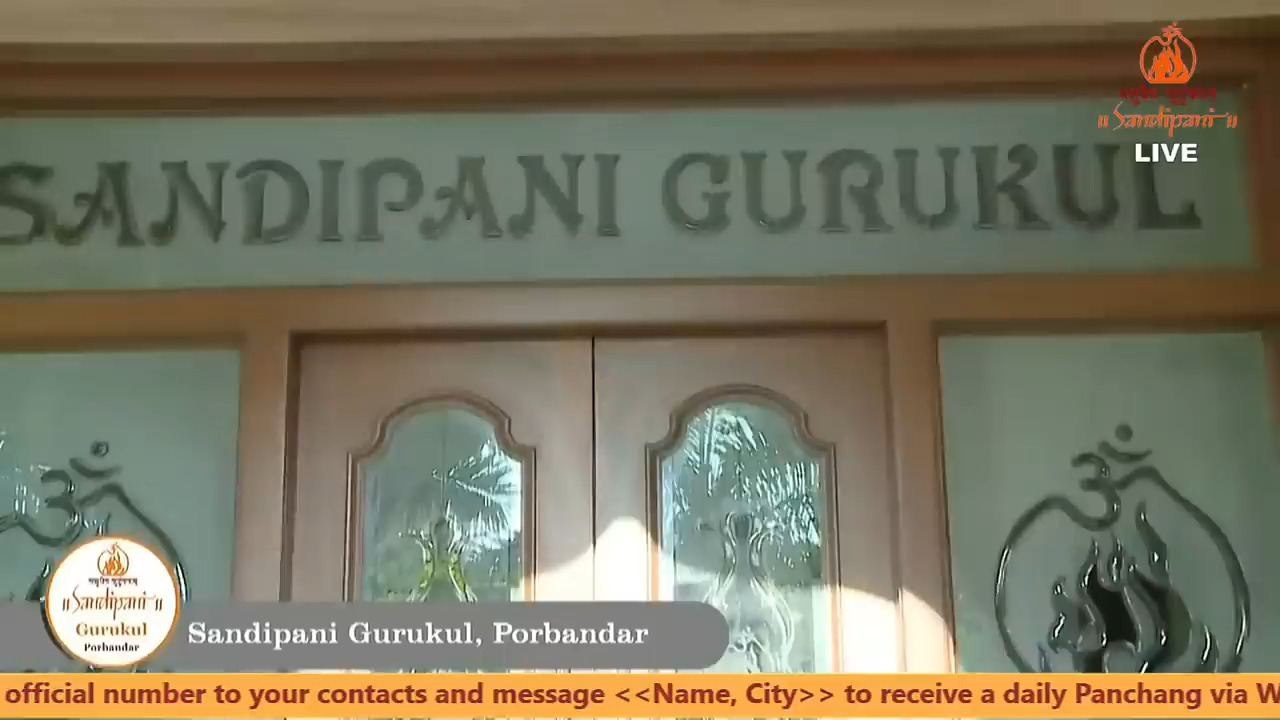 ॥ Sandipani ॥
LIVE
SANDIPANI GURUKUL
ॐ
ॐ
॥ Sandipani ॥
Gurukul
Porbandar
Sandipani Gurukul, Porbandar
official number to your contacts and message <<Name, City>> to receive a daily Panchang via W